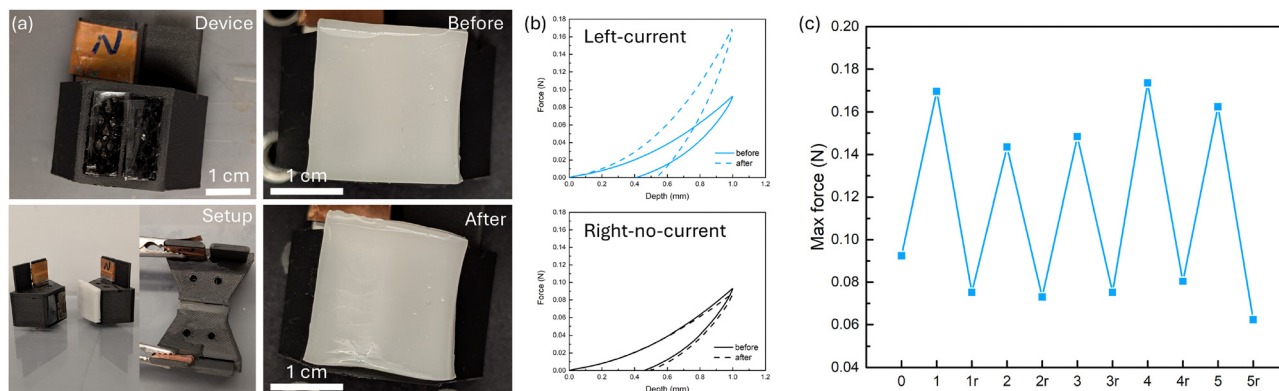 (a)
Device
N
1 cm
Before
1 cm
Setup
N
After
1 cm
(b)
Left-current
Force (N)
0.18
0.16
0.14
0.12
0.10
0.08
0.06
0.04
0.02
0.00
before
after
0.0 0.2 0.4 0.6 0.8 1.0 1.2
Depth (mm)
Right-no-current
Force (N)
0.18
0.16
0.14
0.12
0.10
0.08
0.06
0.04
0.02
0.00
before
after
0.0 0.2 0.4 0.6 0.8 1.0 1.2
Depth (mm)
(c)
Max force (N)
0.20
0.18
0.16
0.14
0.12
0.10
0.08
0.06
0.04
0 1 1r 2 2r 3 3r 4 4r 5 5r